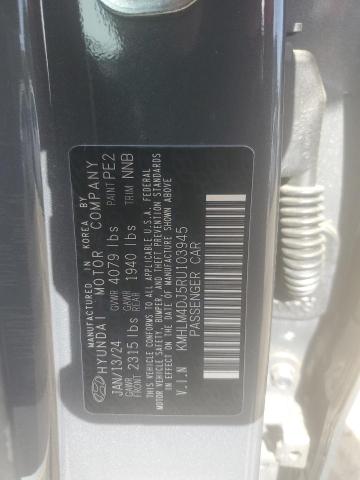 MANUFACTURED IN KOREA BY
HYUNDAI MOTOR COMPANY
JAN/13/24 GVWR 4079 lbs PAINT PE2
GAWR FRONT 2315 lbs GAWR REAR 1940 lbs TRIM NNB
THIS VEHICLE CONFORMS TO ALL APPLICABLE U.S.A. FEDERAL
MOTOR VEHICLE SAFETY, BUMPER, AND THEFT PREVENTION
STANDARDS IN EFFECT ON THE DATE OF MANUFACTURE SHOWN ABOVE.
V.I.N KMHLM4DJ5RU103945
PASSENGER CAR